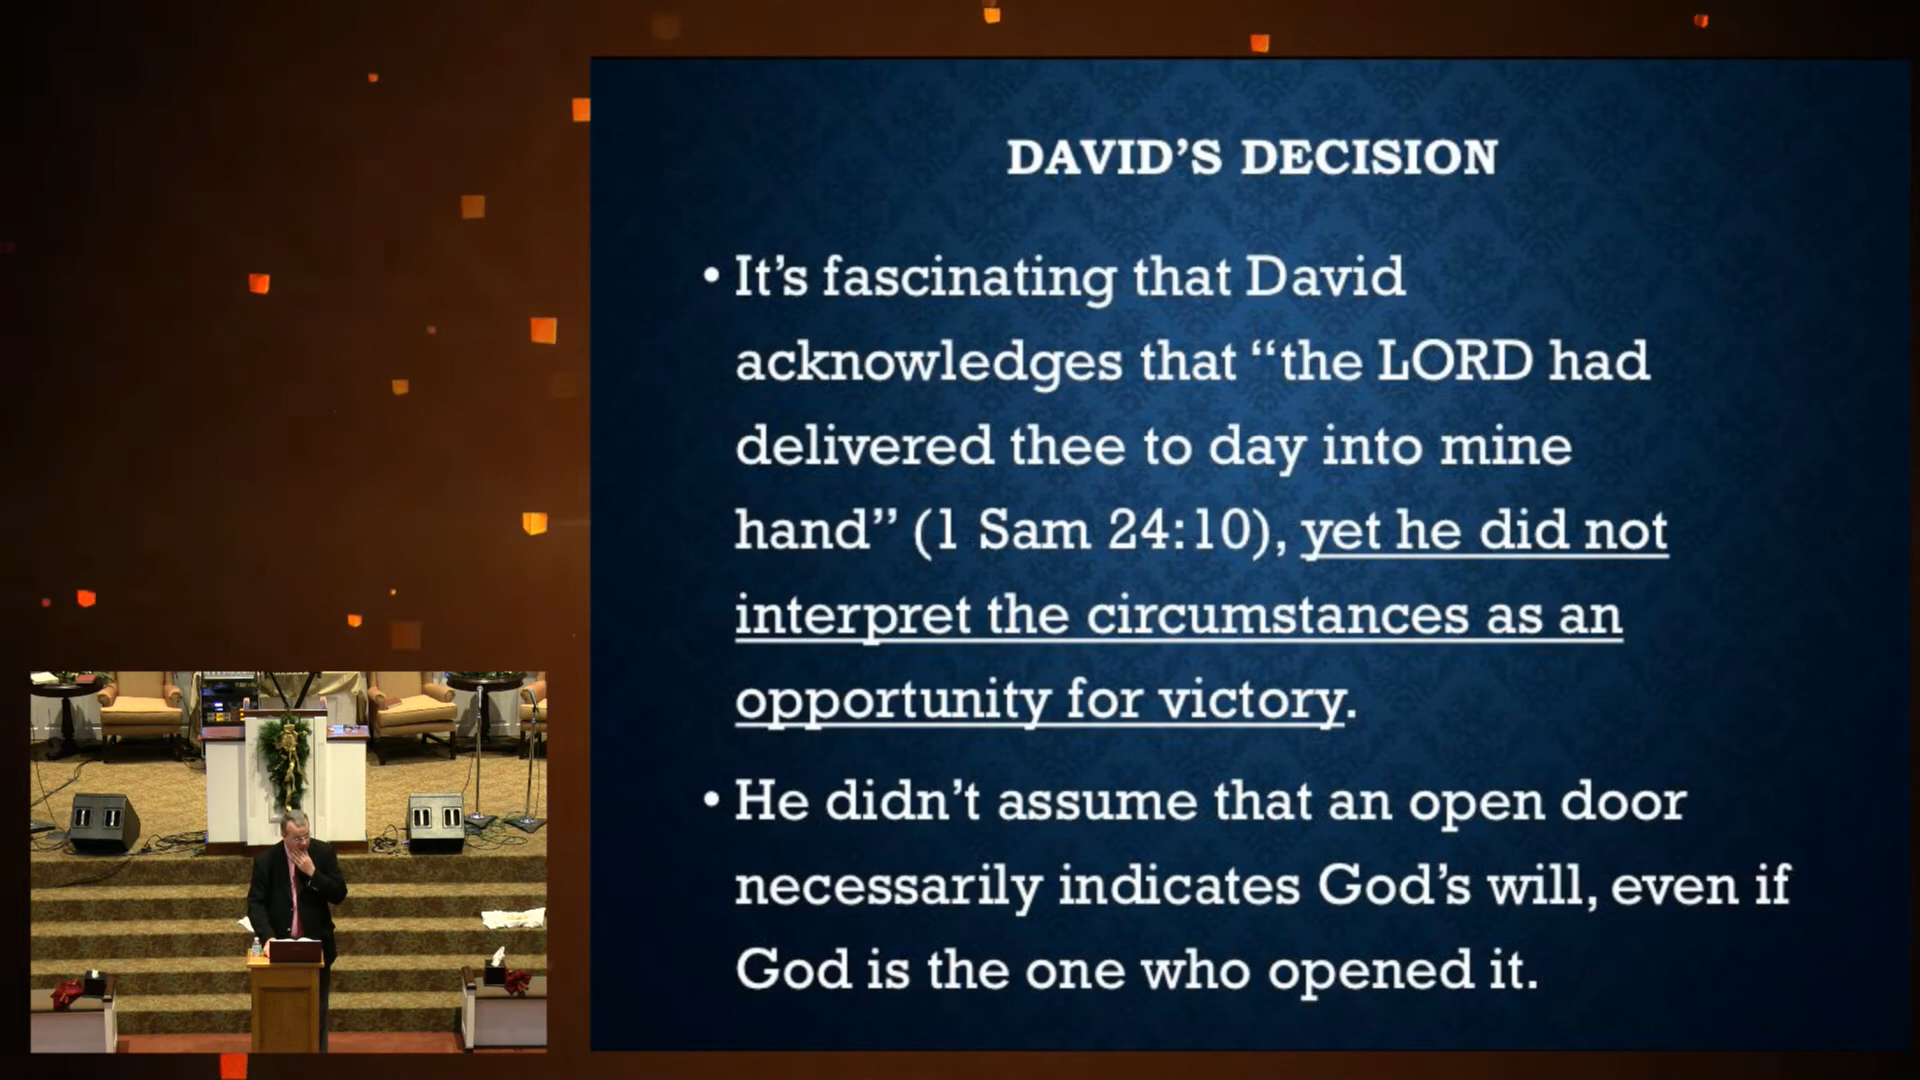 DAVID’S DECISION
• It’s fascinating that David
acknowledges that “the LORD had
delivered thee to day into mine
hand” (1 Sam 24:10), yet he did not
interpret the circumstances as an
opportunity for victory.
• He didn’t assume that an open door
necessarily indicates God’s will, even if
God is the one who opened it.